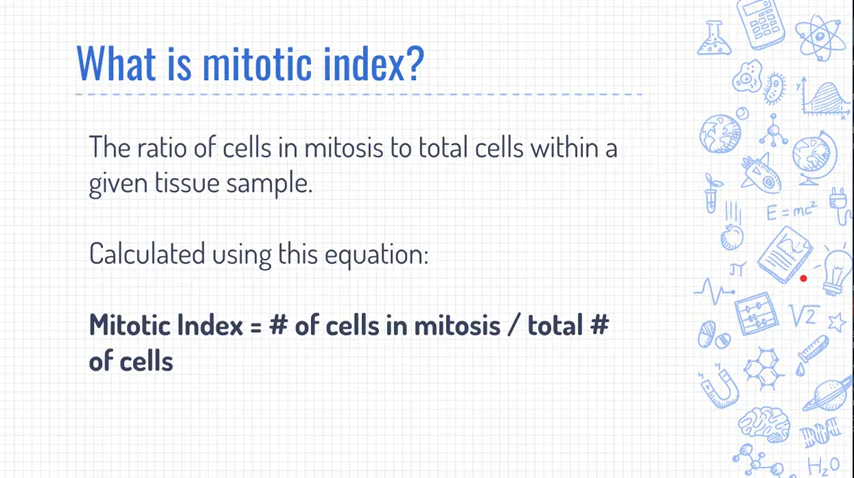 What is mitotic index?
The ratio of cells in mitosis to total cells within a
given tissue sample.
Calculated using this equation:
Mitotic Index = # of cells in mitosis / total #
of cells
E=mc²
π
√2
H₂O